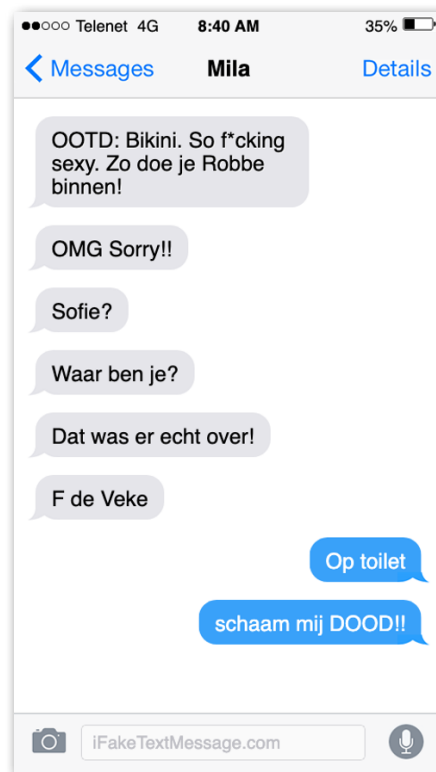 Telenet 4G 8:40 AM 35%
Messages Mila Details
OOTD: Bikini. So f*cking
sexy. Zo doe je Robbe
binnen!
OMG Sorry!!
Sofie?
Waar ben je?
Dat was er echt over!
F de Veke
Op toilet
schaam mij DOOD!!
iFakeTextMessage.com